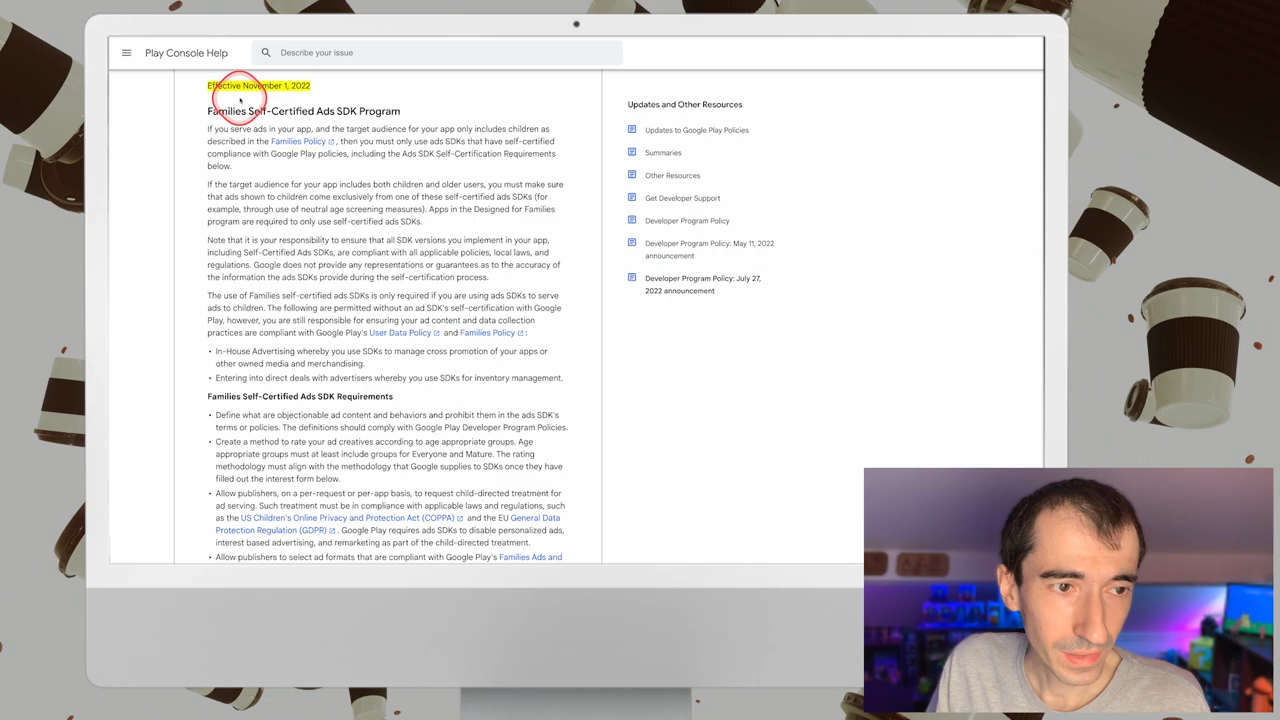 Play Console Help
Describe your issue
Effective November 1, 2022
Families Self-Certified Ads SDK Program
If you serve ads in your app, and the target audience for your app only includes children as
described in the Families Policy , then you must only use ads SDKs that have self-certified
compliance with Google Play policies, including the Ads SDK Self-Certification Requirements
below.
If the target audience for your app includes both children and older users, you must make sure
that ads shown to children come exclusively from one of these self-certified ads SDKs (for
example, through use of neutral age screening measures). Apps in the Designed for Families
program are required to only use self-certified ads SDKs.
Note that it is your responsibility to ensure that all SDK versions you implement in your app,
including Self-Certified Ads SDKs, are compliant with all applicable policies, local laws, and
regulations. Google does not provide any representations or guarantees as to the accuracy of
the information the ads SDKs provide during the self-certification process.
The use of Families self-certified ads SDKs is only required if you are using ads SDKs to serve
ads to children. The following are permitted without an ad SDK's self-certification with Google
Play, however, you are still responsible for ensuring your ad content and data collection
practices are compliant with Google Play's User Data Policy and Families Policy :
• In-House Advertising whereby you use SDKs to manage cross promotion of your apps or
other owned media and merchandising.
• Entering into direct deals with advertisers whereby you use SDKs for inventory management.
Families Self-Certified Ads SDK Requirements
• Define what are objectionable ad content and behaviors and prohibit them in the ads SDK's
terms or policies. The definitions should comply with Google Play Developer Program Policies.
• Create a method to rate your ad creatives according to age appropriate groups. Age
appropriate groups must at least include groups for Everyone and Mature. The rating
methodology must align with the methodology that Google supplies to SDKs once they have
filled out the interest form below.
• Allow publishers, on a per-request or per-app basis, to request child-directed treatment for
ad serving. Such treatment must be in compliance with applicable laws and regulations, such
as the US Children's Online Privacy and Protection Act (COPPA) and the EU General Data
Protection Regulation (GDPR) . Google Play requires ads SDKs to disable personalized ads,
interest based advertising, and remarketing as part of the child-directed treatment.
• Allow publishers to select ad formats that are compliant with Google Play's Families Ads and
Updates and Other Resources
Updates to Google Play Policies
Summaries
Other Resources
Get Developer Support
Developer Program Policy
Developer Program Policy: May 11, 2022
announcement
Developer Program Policy: July 27,
2022 announcement